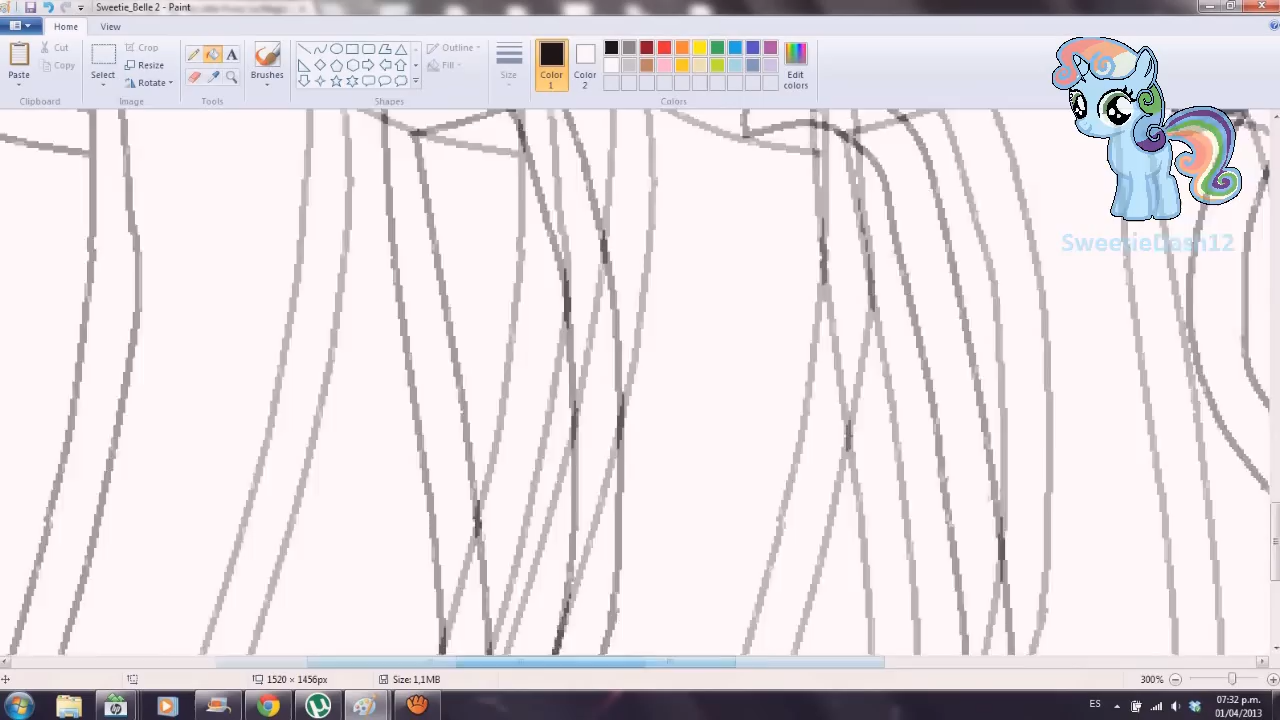 Sweetie_Belle 2 - Paint
Home View
Paste
Cut
Copy
Clipboard
Select
Crop
Resize
Rotate
Image
A
Tools
Brushes
Outline
Fill
Shapes
Size
Color 1
Color 2
Edit colors
Colors
SweesieDash12
1520 × 1456px
Size: 1,1MB
300%
ES
07:32 p.m.
01/04/2013